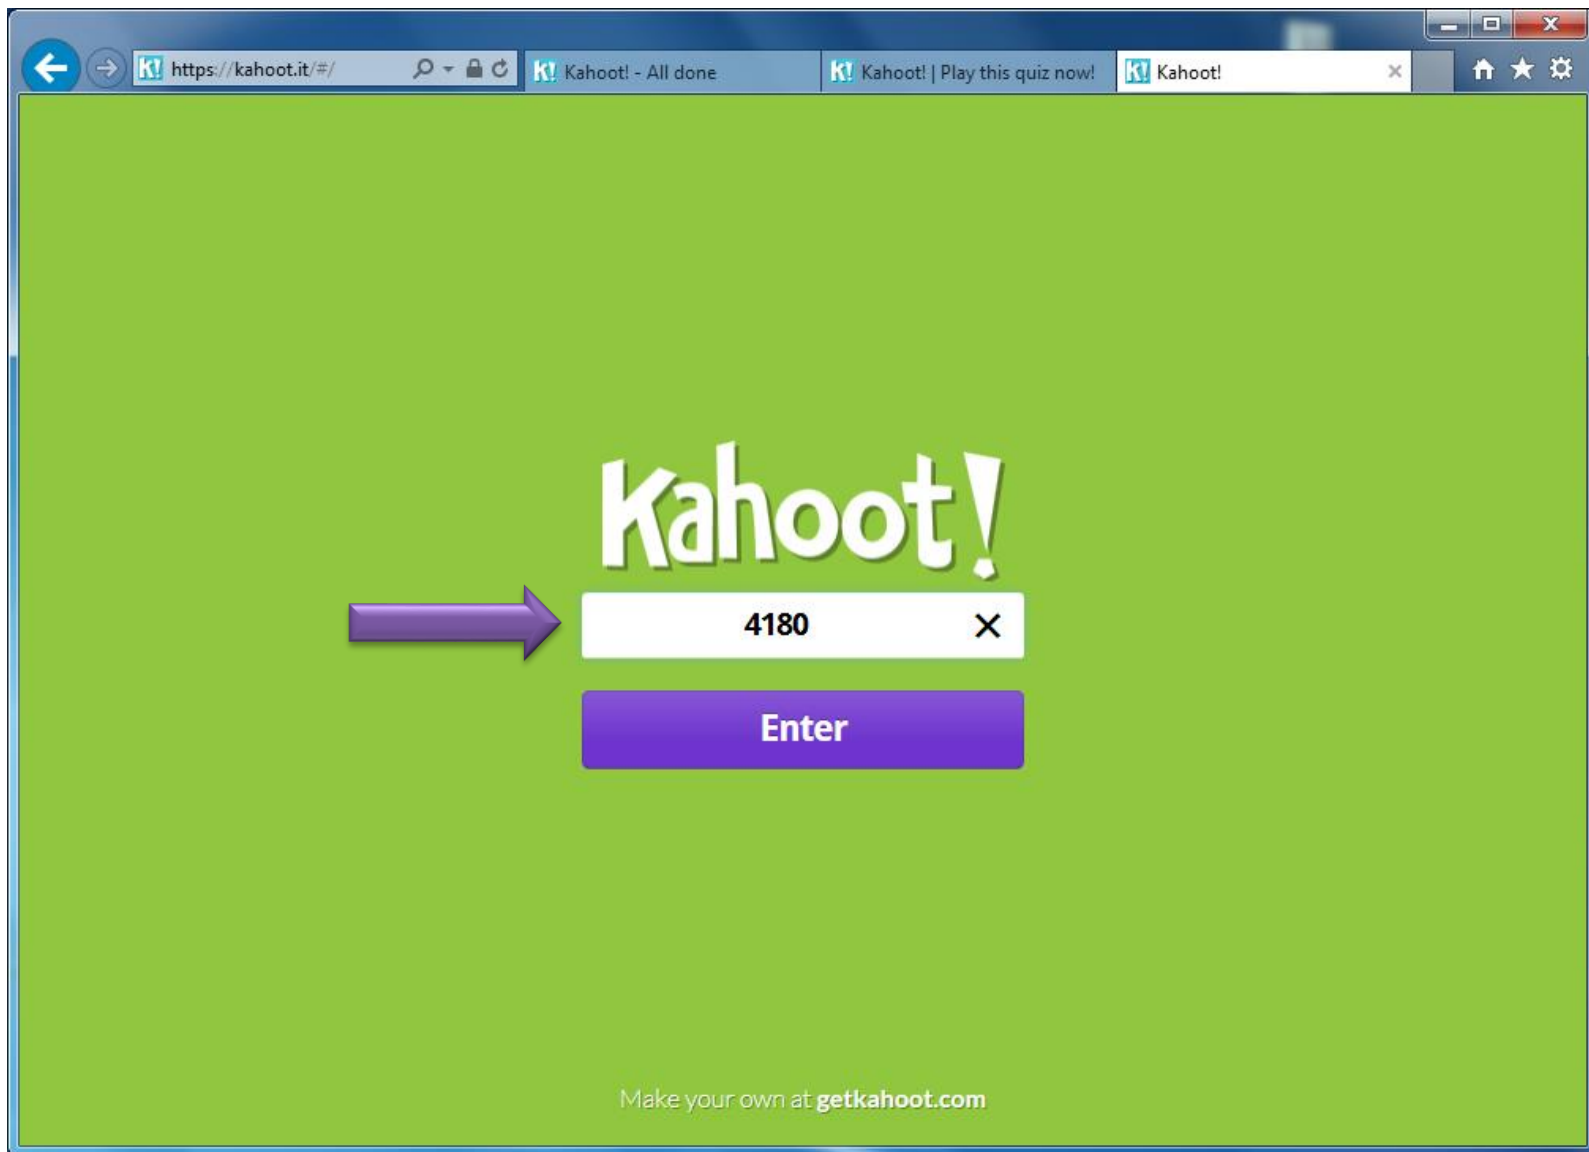 https://kahoot.it/#/
K! Kahoot! - All done
K! Kahoot! | Play this quiz now!
K! Kahoot!
Kahoot!
4180
Enter
Make your own at getkahoot.com